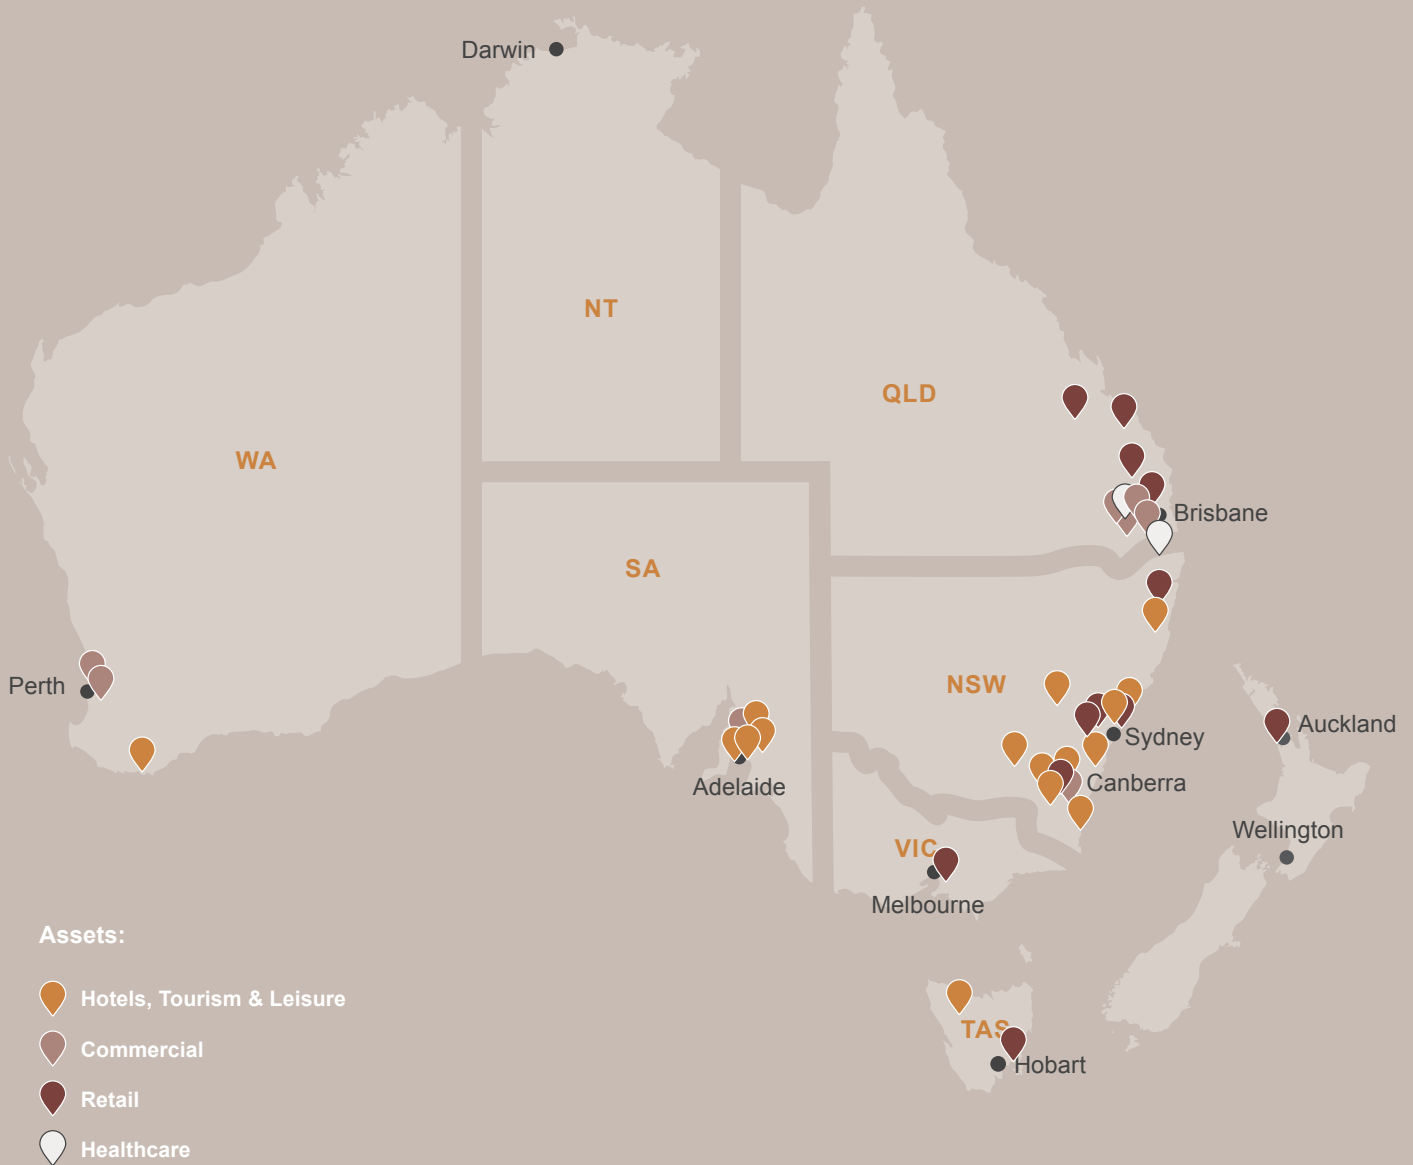 Darwin
NT
QLD
WA
Brisbane
SA
Perth
NSW
Auckland
Sydney
Adelaide
Canberra
Wellington
VIC
Melbourne
Assets:
Hotels, Tourism & Leisure
TAS
Commercial
Hobart
Retail
Healthcare